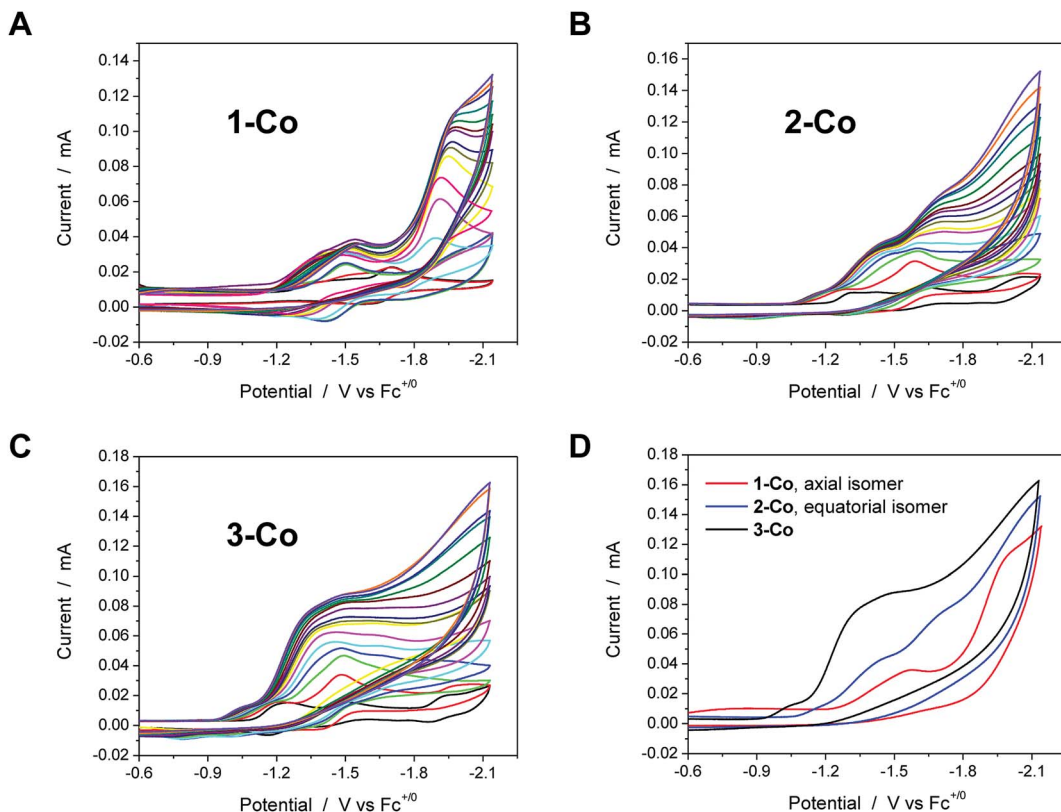 A
Current / mA
0.14
0.12
0.10
0.08
0.06
0.04
0.02
0.00
-0.02
1-Co
-0.6 -0.9 -1.2 -1.5 -1.8 -2.1
Potential / V vs Fc+/0
B
Current / mA
0.16
0.14
0.12
0.10
0.08
0.06
0.04
0.02
0.00
-0.02
2-Co
-0.6 -0.9 -1.2 -1.5 -1.8 -2.1
Potential / V vs Fc+/0
C
Current / mA
0.18
0.16
0.14
0.12
0.10
0.08
0.06
0.04
0.02
0.00
-0.02
3-Co
-0.6 -0.9 -1.2 -1.5 -1.8 -2.1
Potential / V vs Fc+/0
D
Current / mA
0.18
0.16
0.14
0.12
0.10
0.08
0.06
0.04
0.02
0.00
-0.02
1-Co, axial isomer
2-Co, equatorial isomer
3-Co
-0.6 -0.9 -1.2 -1.5 -1.8 -2.1
Potential / V vs Fc+/0